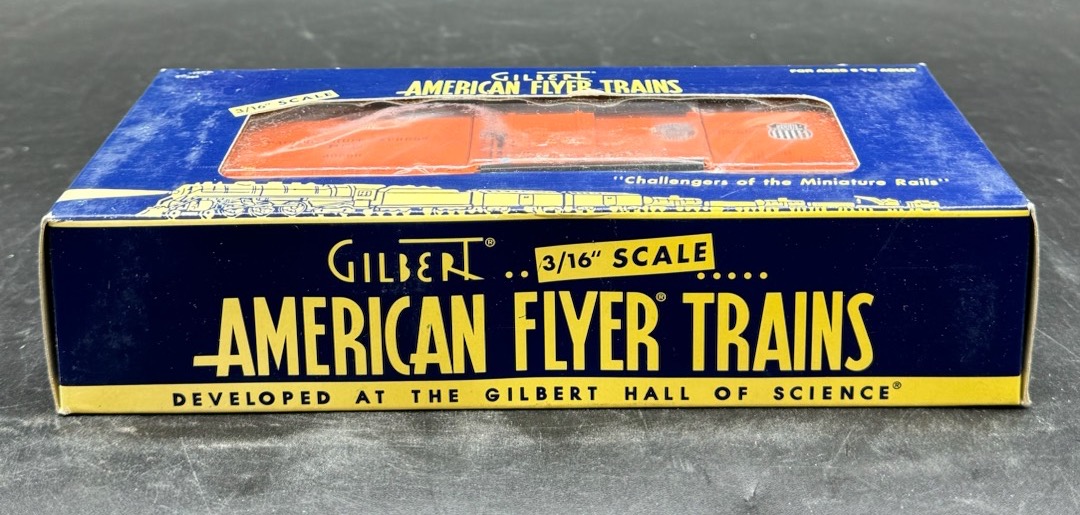 GILBERT®
AMERICAN FLYER TRAINS
FOR AGES 8 TO ADULT
3/16" SCALE
"Challengers of the Miniature Rails"
GILBERT® .. 3/16" SCALE .....
AMERICAN FLYER® TRAINS
DEVELOPED AT THE GILBERT HALL OF SCIENCE®